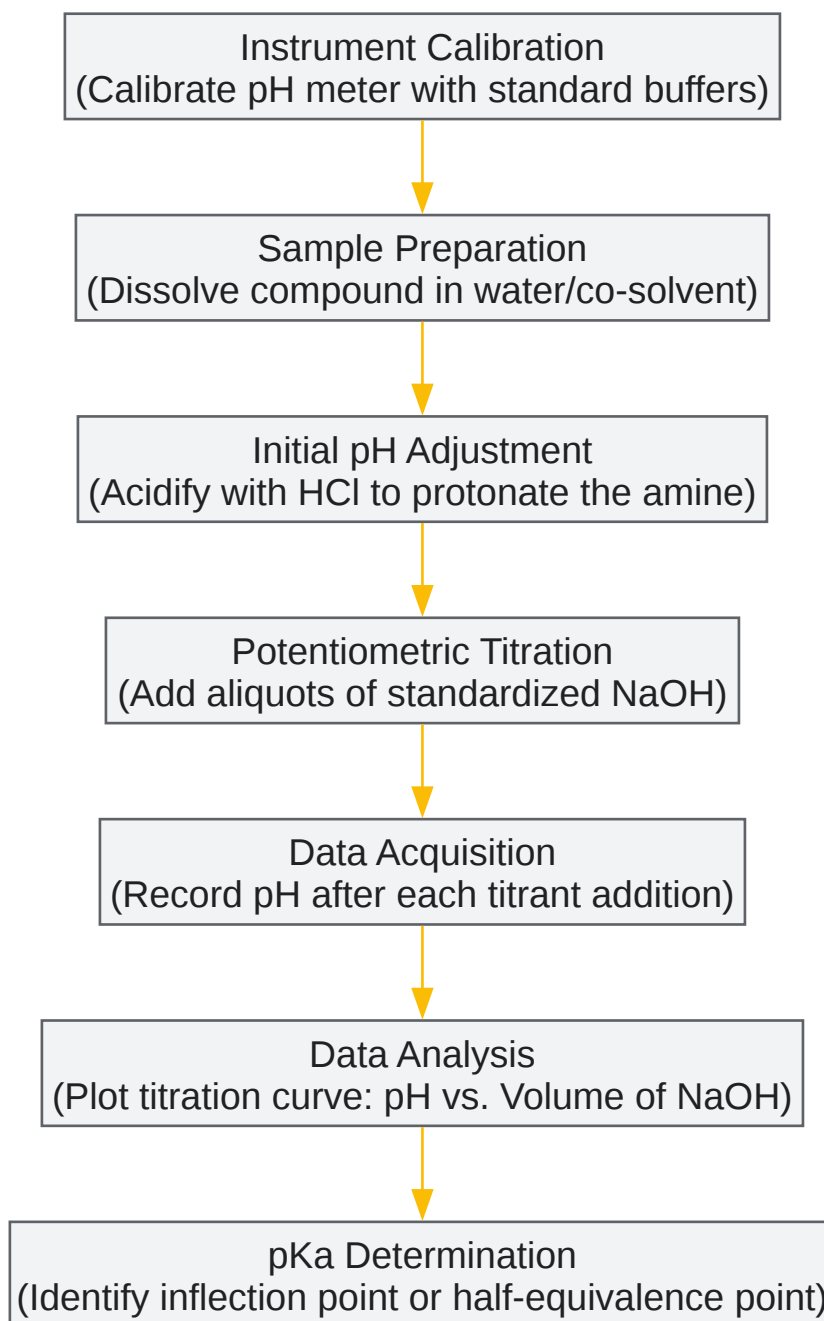 Instrument Calibration
(Calibrate pH meter with standard buffers)
Sample Preparation
(Dissolve compound in water/co-solvent)
Initial pH Adjustment
(Acidify with HCl to protonate the amine)
Potentiometric Titration
(Add aliquots of standardized NaOH)
Data Acquisition
(Record pH after each titrant addition)
Data Analysis
(Plot titration curve: pH vs. Volume of NaOH)
pKa Determination
(Identify inflection point or half-equivalence point)